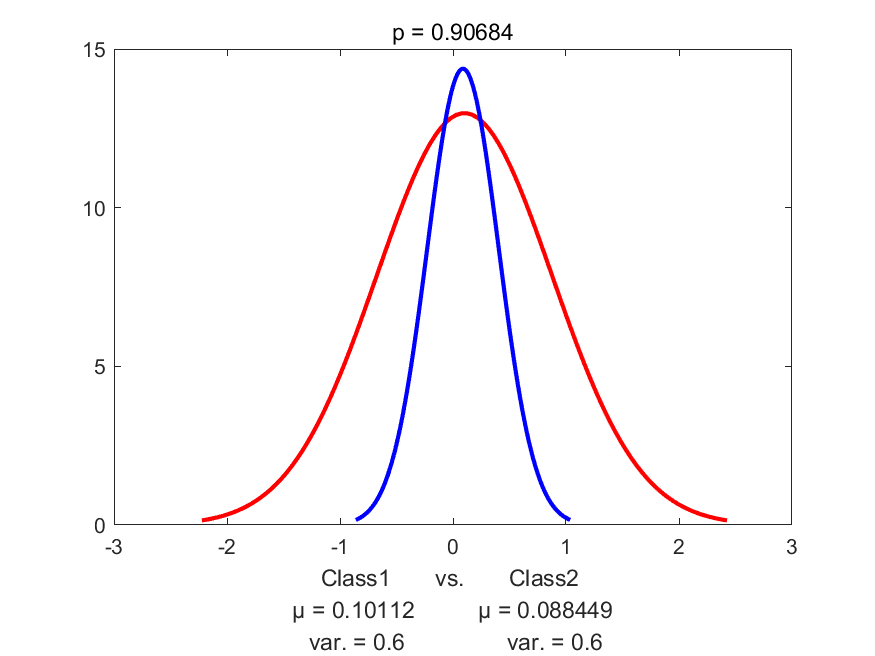 p = 0.90684
15
10
5
0
-3 -2 -1 0 1 2 3
Class1 vs. Class2
μ = 0.10112 μ = 0.088449
var. = 0.6 var. = 0.6